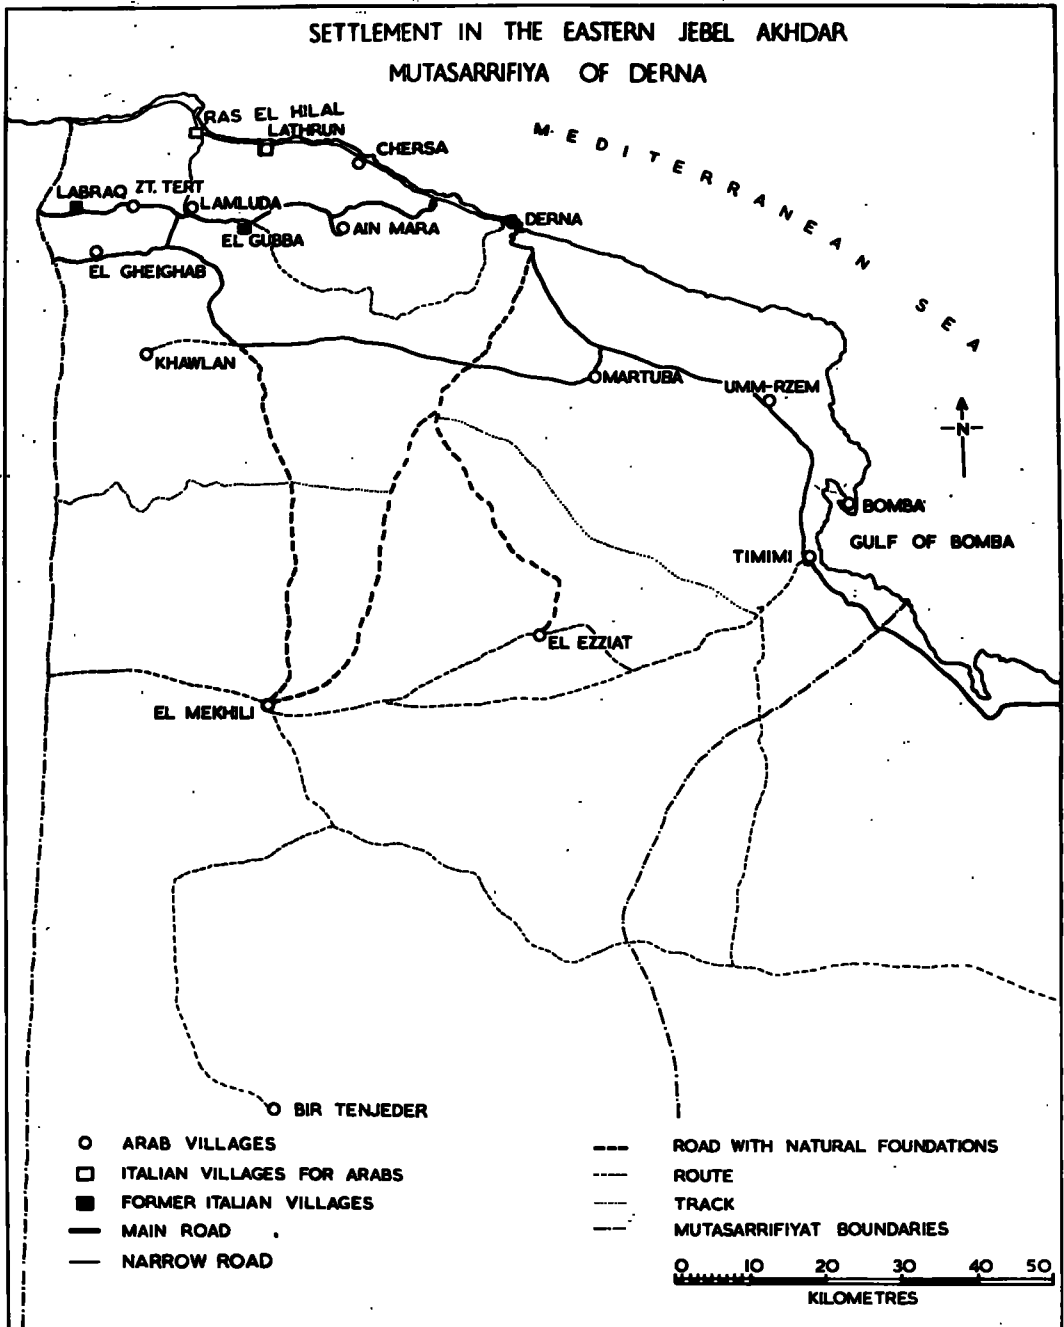 SETTLEMENT IN THE EASTERN JEBEL AKHDAR
MUTASARRIFIYA OF DERNA
RAS EL HILAL
LATHRUN
CHERSA
MEDITERRANEAN SEA
LABRAQ
ZT. TERT
LAMLUDA
EL GUBBA
AIN MARA
DERNA
EL GHEIGHAB
KHAWLAN
MARTUBA
UMM-RZEM
N
BOMBA
GULF OF BOMBA
TIMIMI
EL EZZIAT
EL MEKHILI
BIR TENJEDER
ARAB VILLAGES
ITALIAN VILLAGES FOR ARABS
FORMER ITALIAN VILLAGES
MAIN ROAD
NARROW ROAD
ROAD WITH NATURAL FOUNDATIONS
ROUTE
TRACK
MUTASARRIFIYAT BOUNDARIES
0 10 20 30 40 50
KILOMETRES